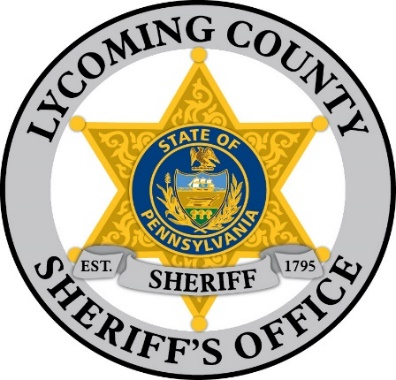 LYCOMING COUNTY
STATE OF
PENNSYLVANIA
EST.
SHERIFF
1795
SHERIFF'S OFFICE